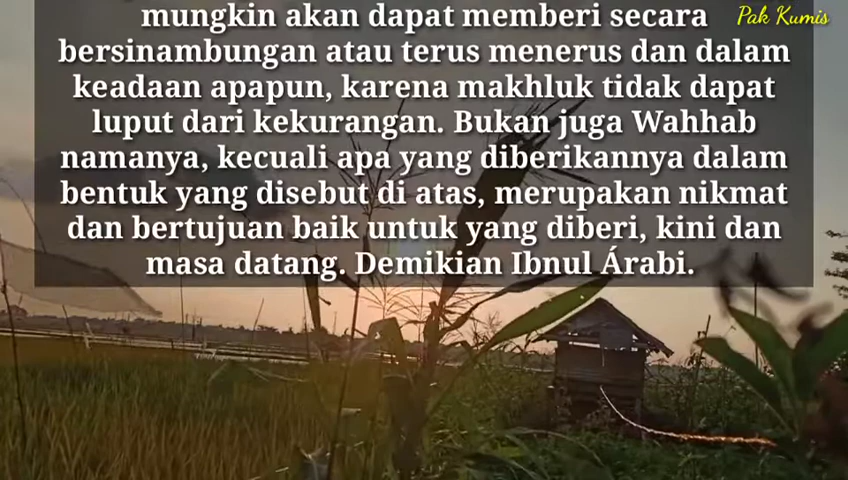 mungkin akan dapat memberi secara
Pak Kumis
bersinambungan atau terus menerus dan dalam
keadaan apapun, karena makhluk tidak dapat
luput dari kekurangan. Bukan juga Wahhab
namanya, kecuali apa yang diberikannya dalam
bentuk yang disebut di atas, merupakan nikmat
dan bertujuan baik untuk yang diberi, kini dan
masa datang. Demikian Ibnul Árabi.